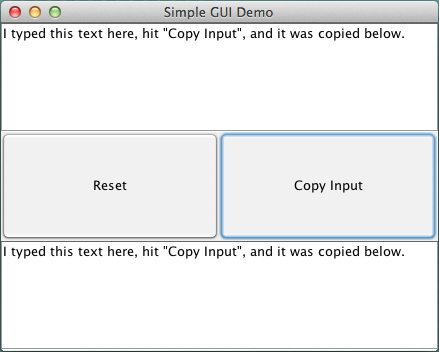 Simple GUI Demo
I typed this text here, hit "Copy Input", and it was copied below.
Reset
Copy Input
I typed this text here, hit "Copy Input", and it was copied below.